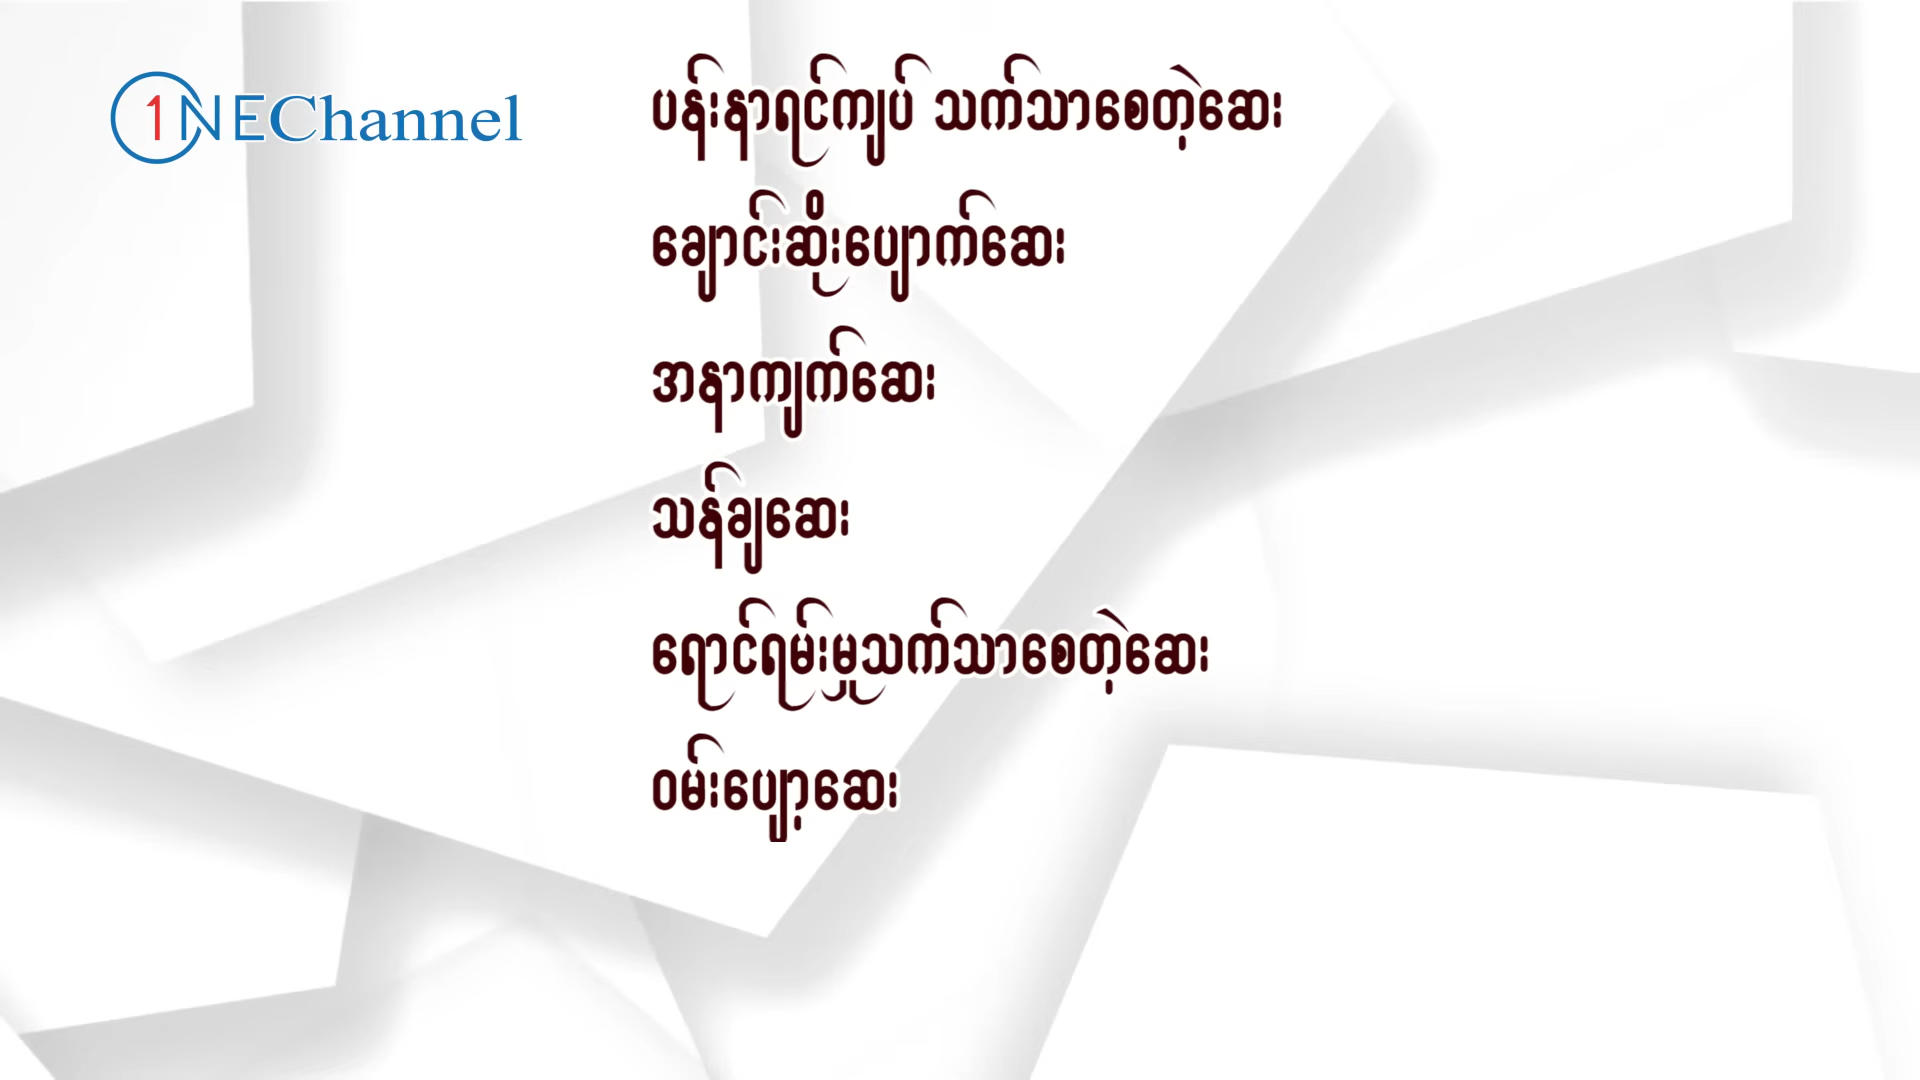 1NEChannel
ပန်းနာရင်ကျပ် သက်သာစေတဲ့ဆေး
ချောင်းဆိုးပျောက်ဆေး
အနာကျက်ဆေး
သန်ချဆေး
ရောင်ရမ်းမှုသက်သာစေတဲ့ဆေး
ဝမ်းပျော့ဆေး